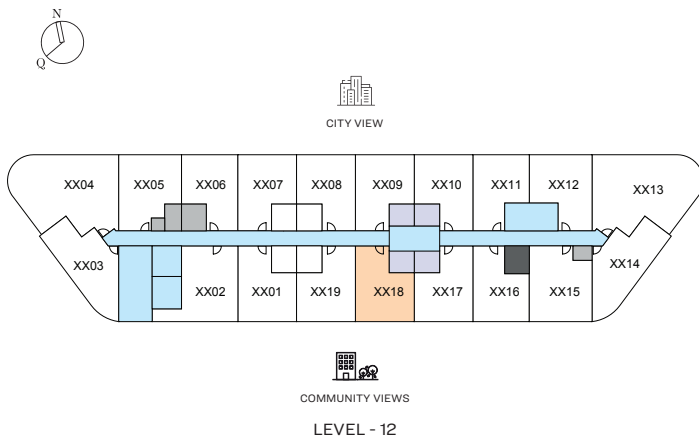 N
Q
CITY VIEW
XX04 XX05 XX06 XX07 XX08 XX09 XX10 XX11 XX12 XX13
XX03 XX02 XX01 XX19 XX18 XX17 XX16 XX15 XX14
COMMUNITY VIEWS
LEVEL - 12